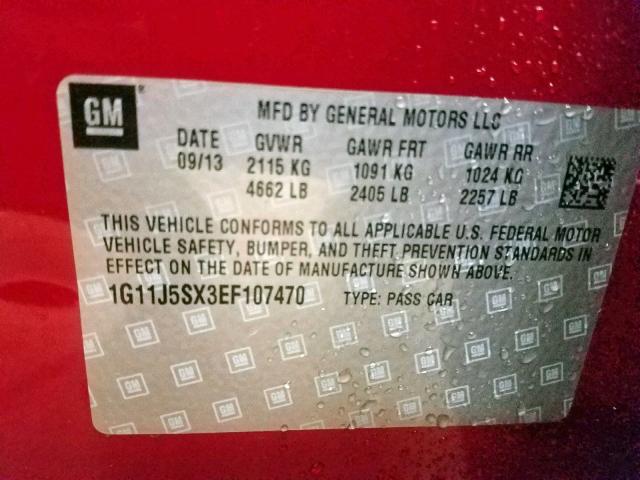 GM
MFD BY GENERAL MOTORS LLC
DATE GVWR GAWR FRT GAWR RR
09/13 2115 KG 1091 KG 1024 KG
4662 LB 2405 LB 2257 LB
THIS VEHICLE CONFORMS TO ALL APPLICABLE U.S. FEDERAL MOTOR
VEHICLE SAFETY, BUMPER, AND THEFT PREVENTION STANDARDS IN
EFFECT ON THE DATE OF MANUFACTURE SHOWN ABOVE.
1G11J5SX3EF107470 TYPE: PASS CAR